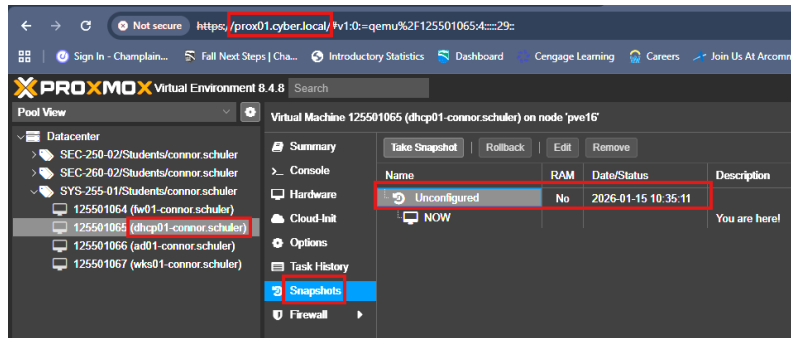 Not secure https://prox01.cyber.local/#v1:0:=qemu%2F125501065:4:::::29::
Sign In - Champlain... Fall Next Steps | Cha... Introductory Statistics Dashboard Cengage Learning Careers Join Us At Arcomm
PROXMOX Virtual Environment 8.4.8 Search
Pool View
Virtual Machine 125501065 (dhcp01-connor.schuler) on node 'pve16'
Datacenter
SEC-250-02/Students/connor.schuler
SEC-260-02/Students/connor.schuler
SYS-255-01/Students/connor.schuler
125501064 (fw01-connor.schuler)
125501065 (dhcp01-connor.schuler)
125501066 (ad01-connor.schuler)
125501067 (wks01-connor.schuler)
Summary
Console
Hardware
Cloud-Init
Options
Task History
Snapshots
Firewall
Take Snapshot Rollback Edit Remove
Name RAM Date/Status Description
Unconfigured No 2026-01-15 10:35:11
NOW You are here!